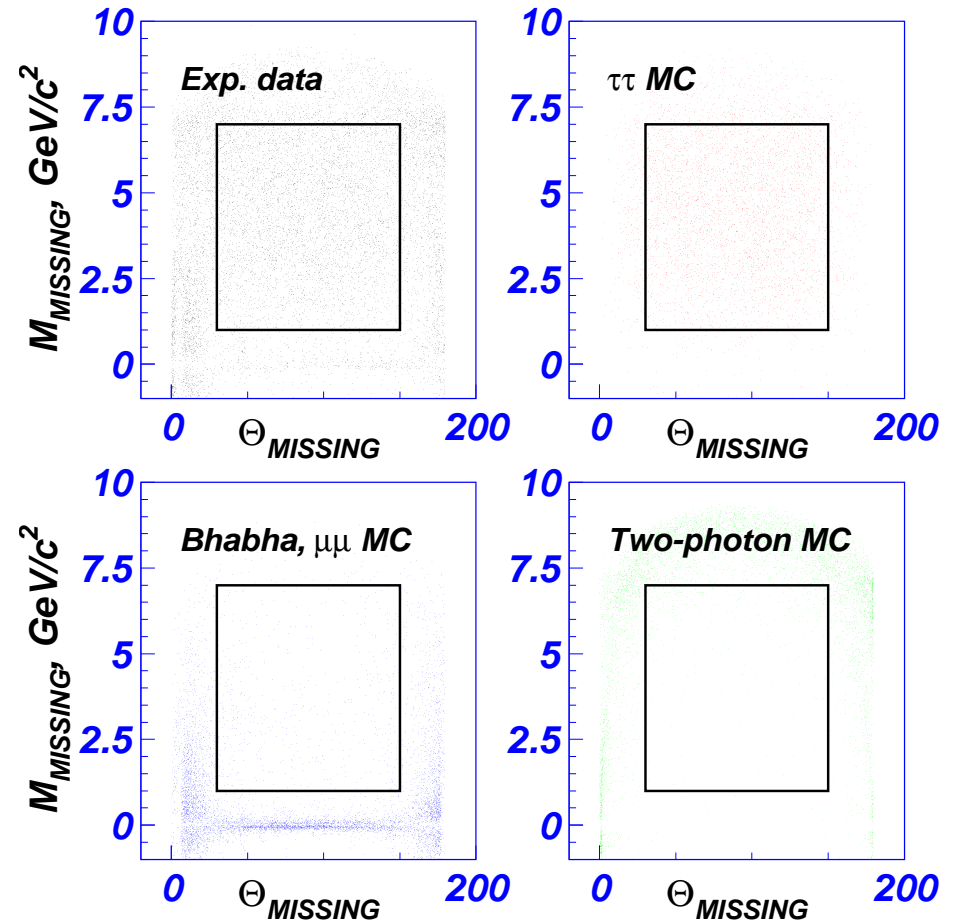 10
7.5
5
2.5
0
M_MISSING, GeV/c^2
Exp. data
0
200
Θ_MISSING
10
7.5
5
2.5
0
ττ MC
0
200
Θ_MISSING
10
7.5
5
2.5
0
M_MISSING, GeV/c^2
Bhabha, μμ MC
0
200
Θ_MISSING
10
7.5
5
2.5
0
Two-photon MC
0
200
Θ_MISSING